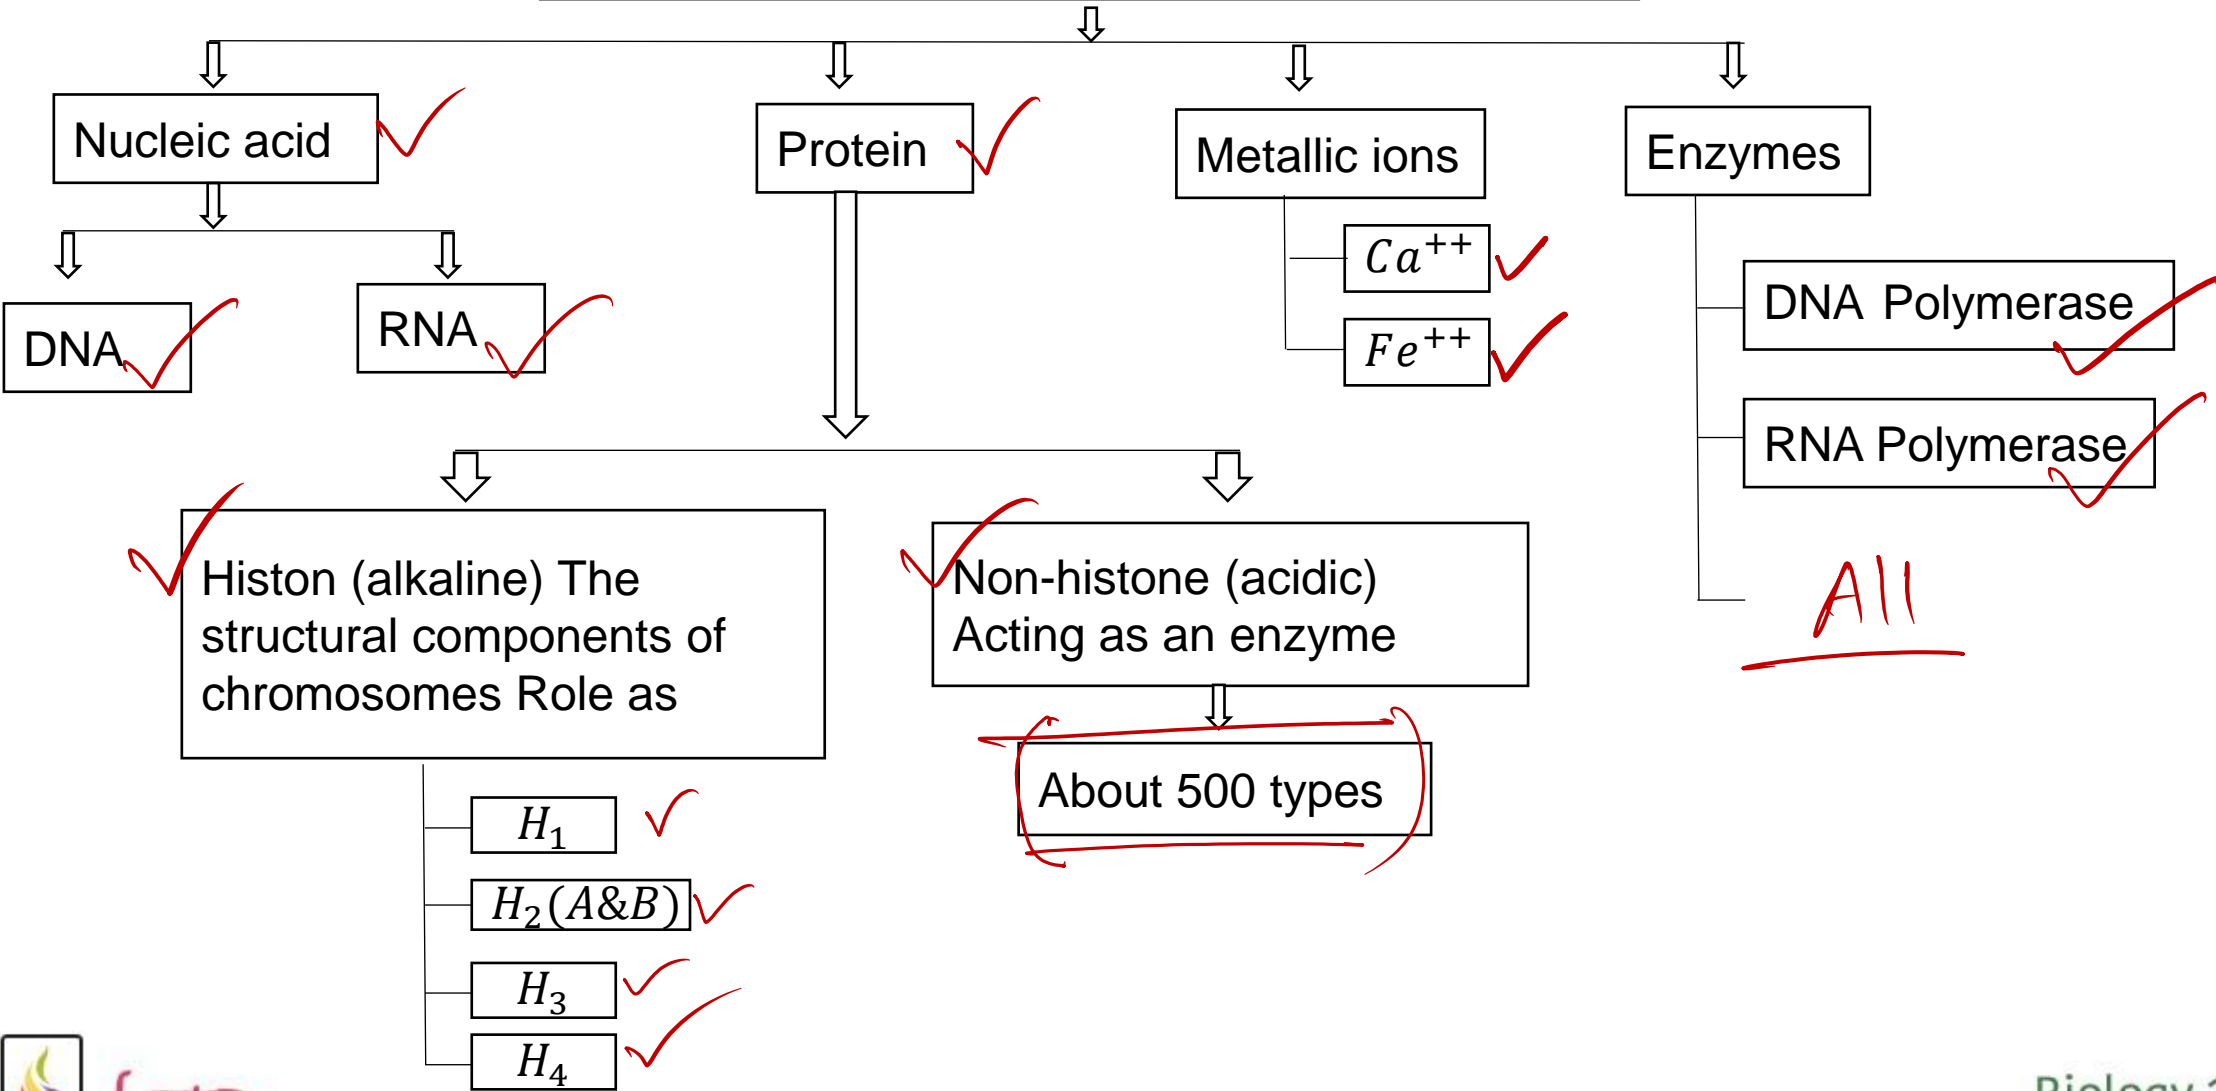 Nucleic acid
Protein
Metallic ions
Enzymes
DNA
RNA
Ca++
Fe++
DNA Polymerase
RNA Polymerase
All
Histon (alkaline) The
structural components of
chromosomes Role as
Non-histone (acidic)
Acting as an enzyme
About 500 types
H1
H2(A&B)
H3
H4